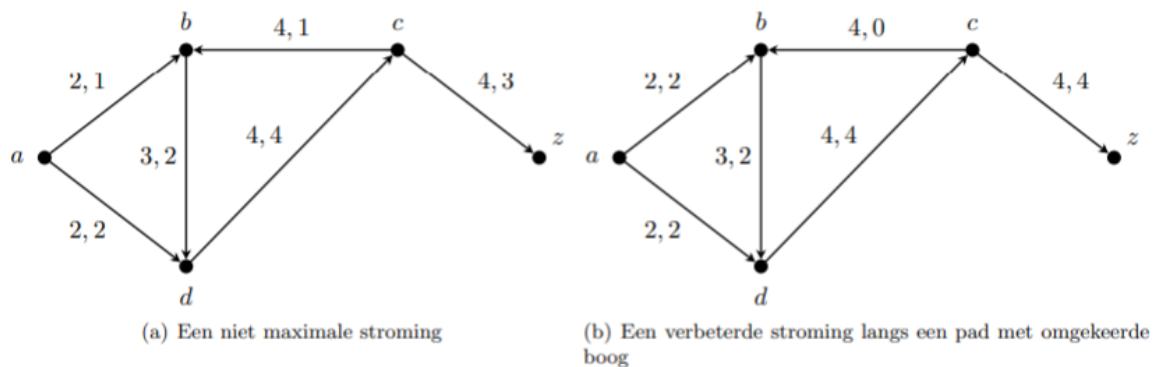 b
4, 1
c
2, 1
4, 3
a
3, 2
4, 4
z
2, 2
d
(a) Een niet maximale stroming
b
4, 0
c
2, 2
4, 4
a
3, 2
4, 4
z
2, 2
d
(b) Een verbeterde stroming langs een pad met omgekeerde
boog